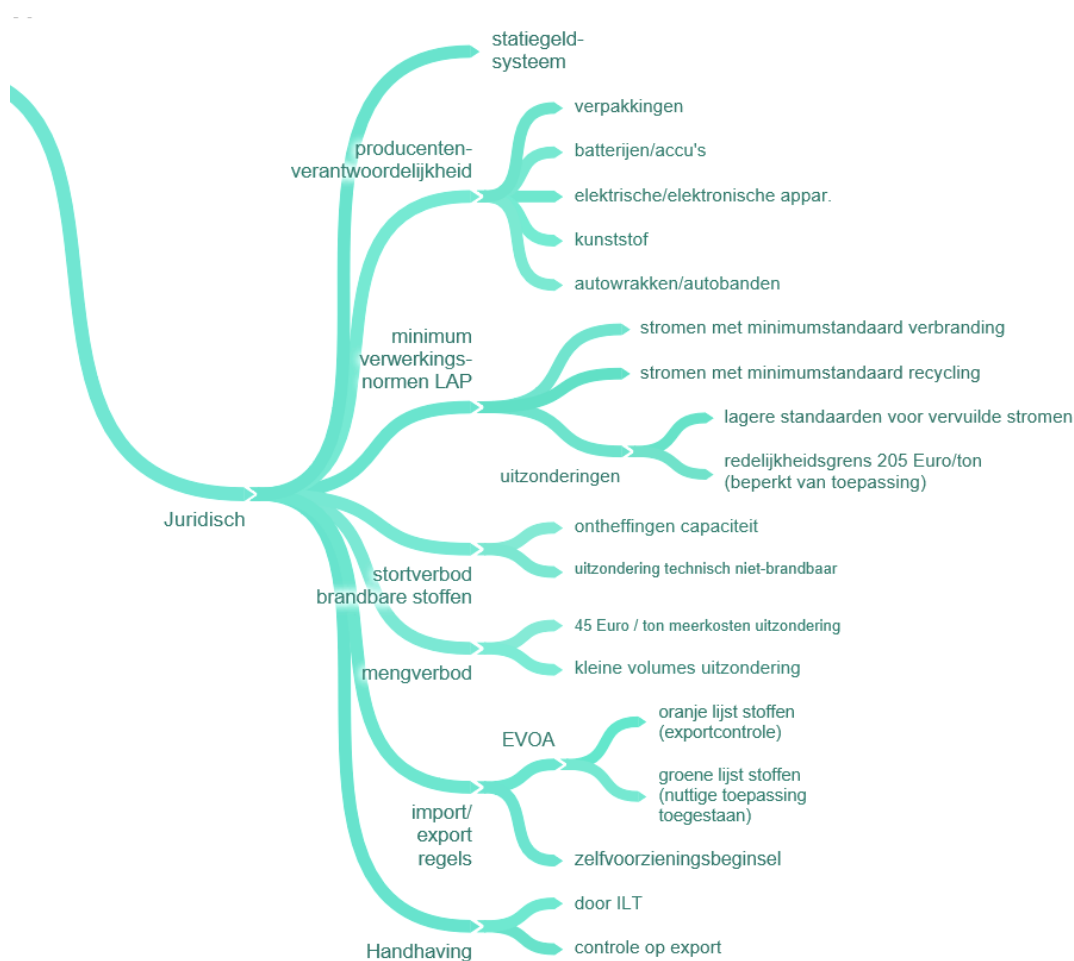 statiegeld-
systeem
producenten-
verantwoordelijkheid
verpakkingen
batterijen/accu's
elektrische/elektronische appar.
kunststof
autowrakken/autobanden
minimum
verwerkings-
normen LAP
stromen met minimumstandaard verbranding
stromen met minimumstandaard recycling
uitzonderingen
lagere standaarden voor vervuilde stromen
redelijkheidsgrens 205 Euro/ton
(beperkt van toepassing)
Juridisch
stortverbod
brandbare stoffen
ontheffingen capaciteit
uitzondering technisch niet-brandbaar
mengverbod
45 Euro / ton meerkosten uitzondering
kleine volumes uitzondering
import/
export
regels
EVOA
oranje lijst stoffen
(exportcontrole)
groene lijst stoffen
(nuttige toepassing
toegestaan)
zelfvoorzieningsbeginsel
Handhaving
door ILT
controle op export